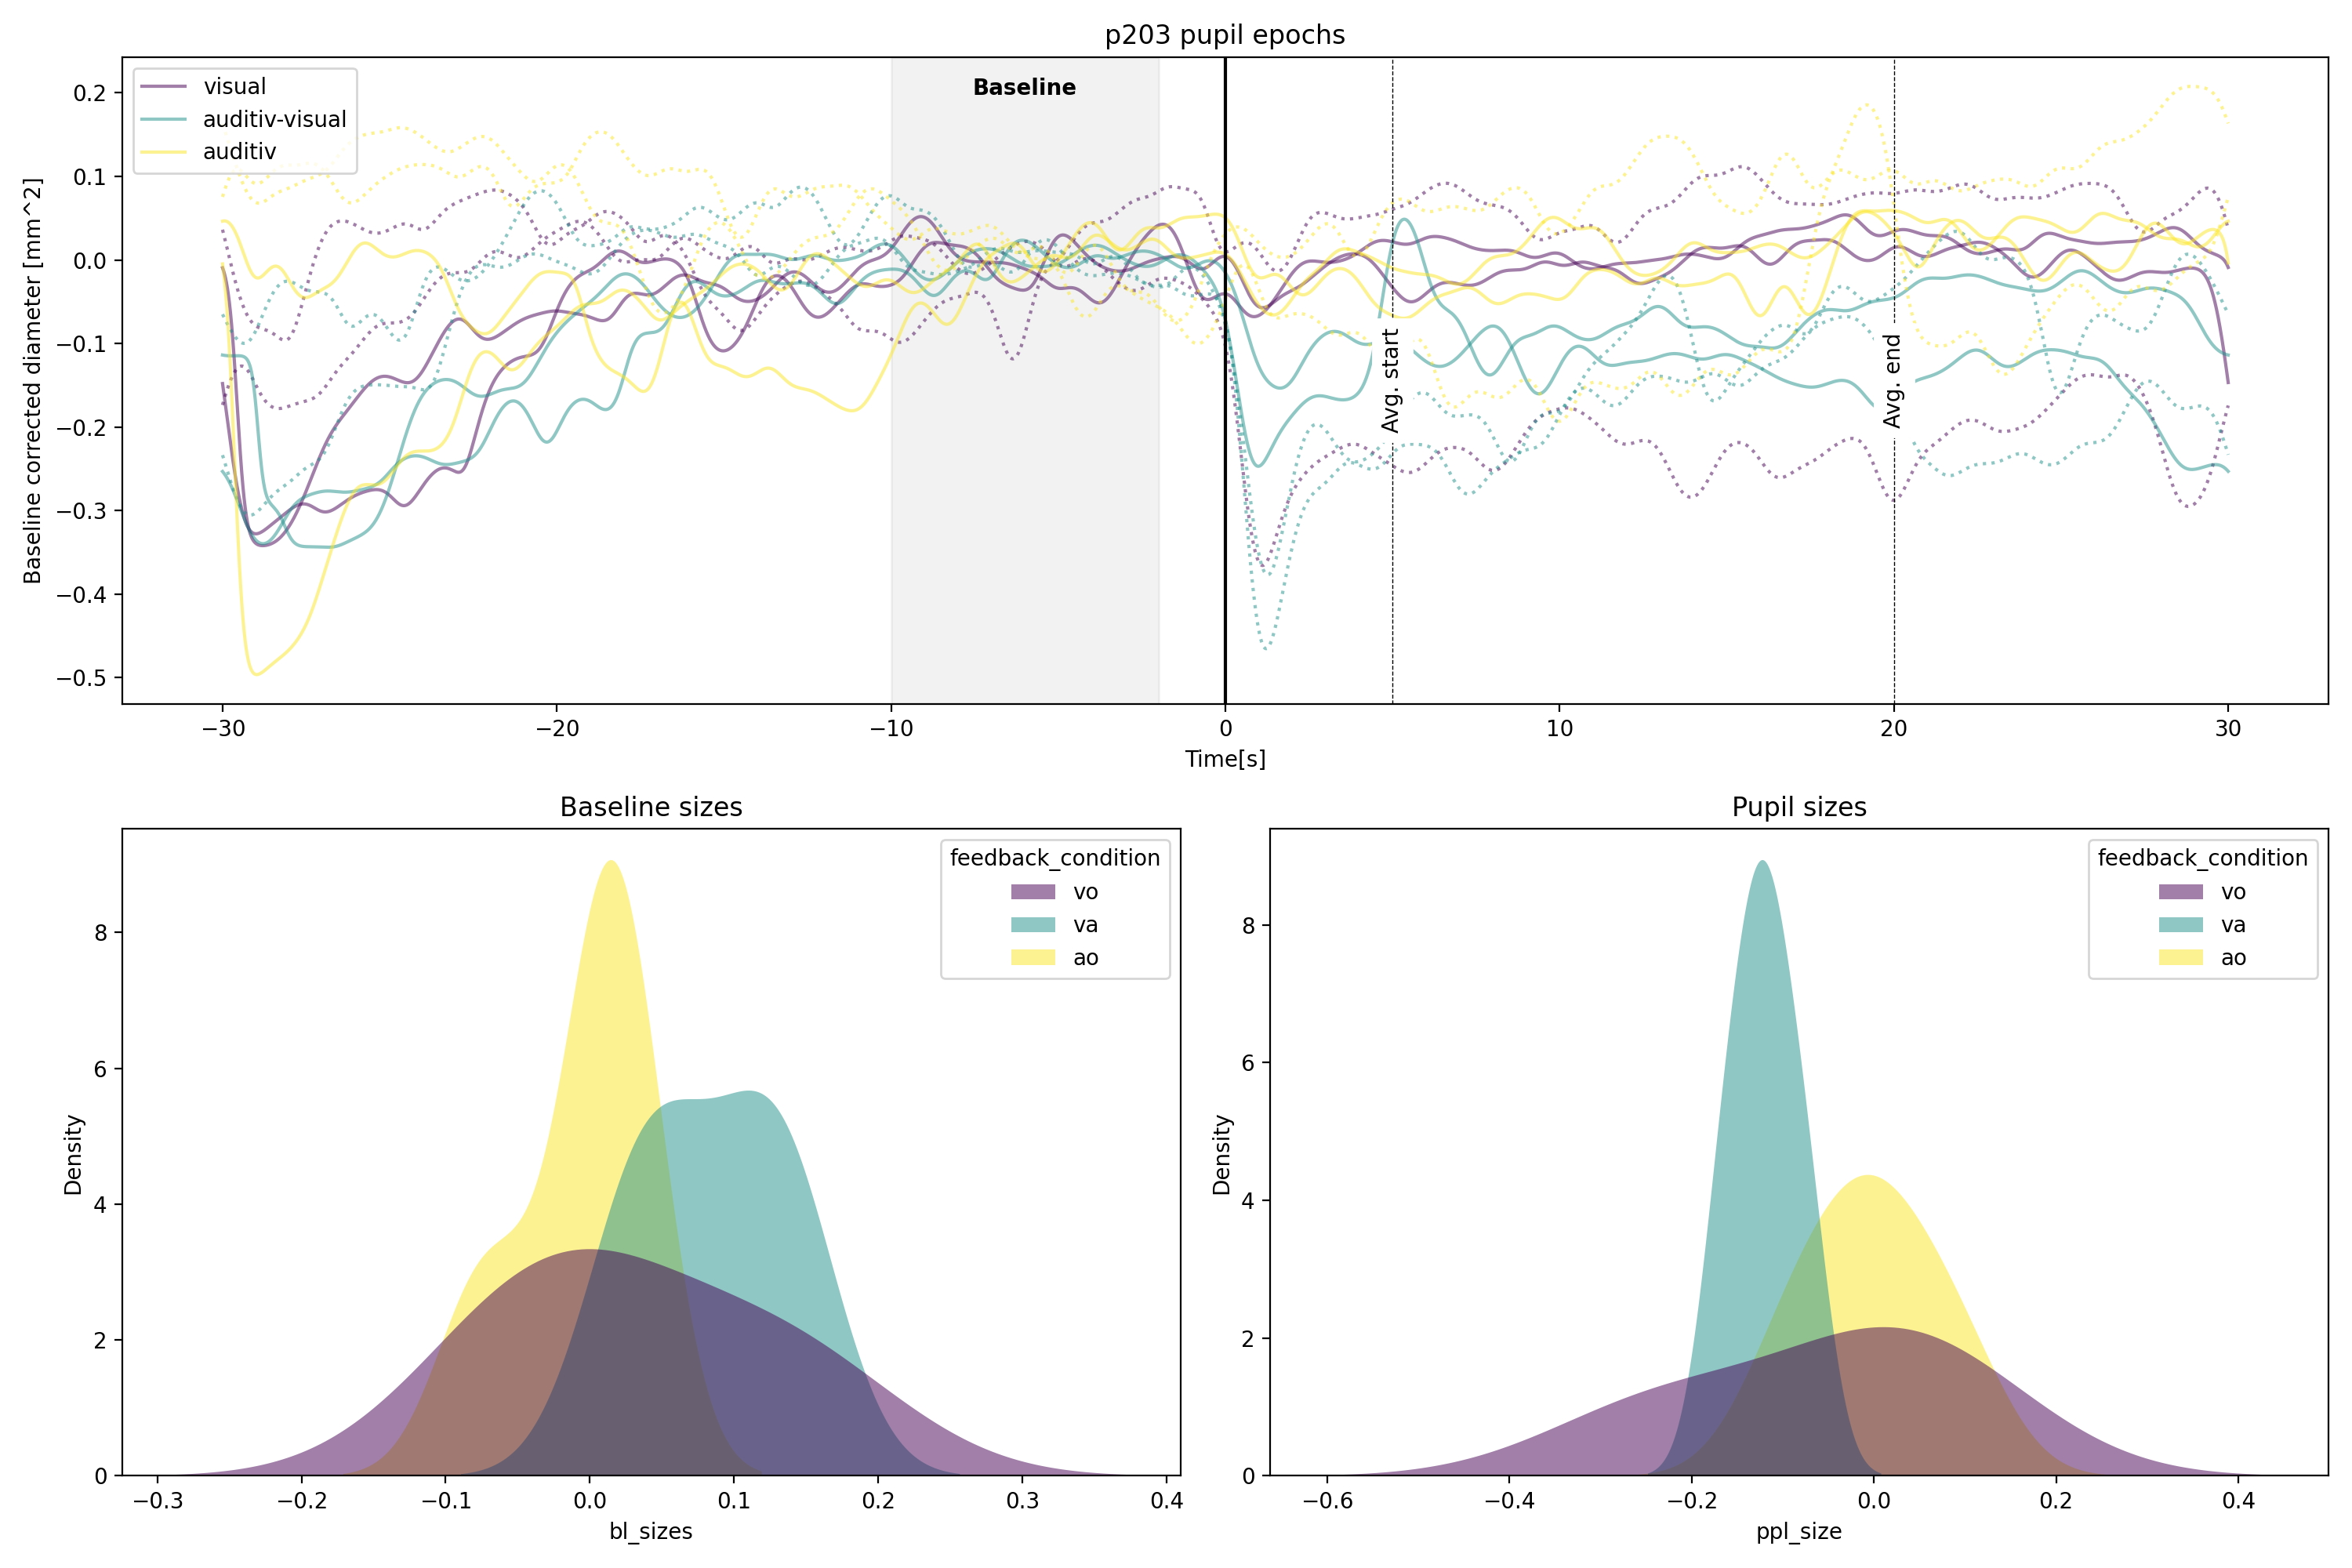 p203 pupil epochs
visual
auditiv-visual
auditiv
Baseline
Avg. start
Avg. end
Baseline corrected diameter [mm^2]
0.2
0.1
0.0
−0.1
−0.2
−0.3
−0.4
−0.5
−30
−20
−10
0
10
20
30
Time[s]
Baseline sizes
feedback_condition
vo
va
ao
Density
8
6
4
2
0
−0.3
−0.2
−0.1
0.0
0.1
0.2
0.3
0.4
bl_sizes
Pupil sizes
feedback_condition
vo
va
ao
Density
8
6
4
2
0
−0.6
−0.4
−0.2
0.0
0.2
0.4
ppl_size